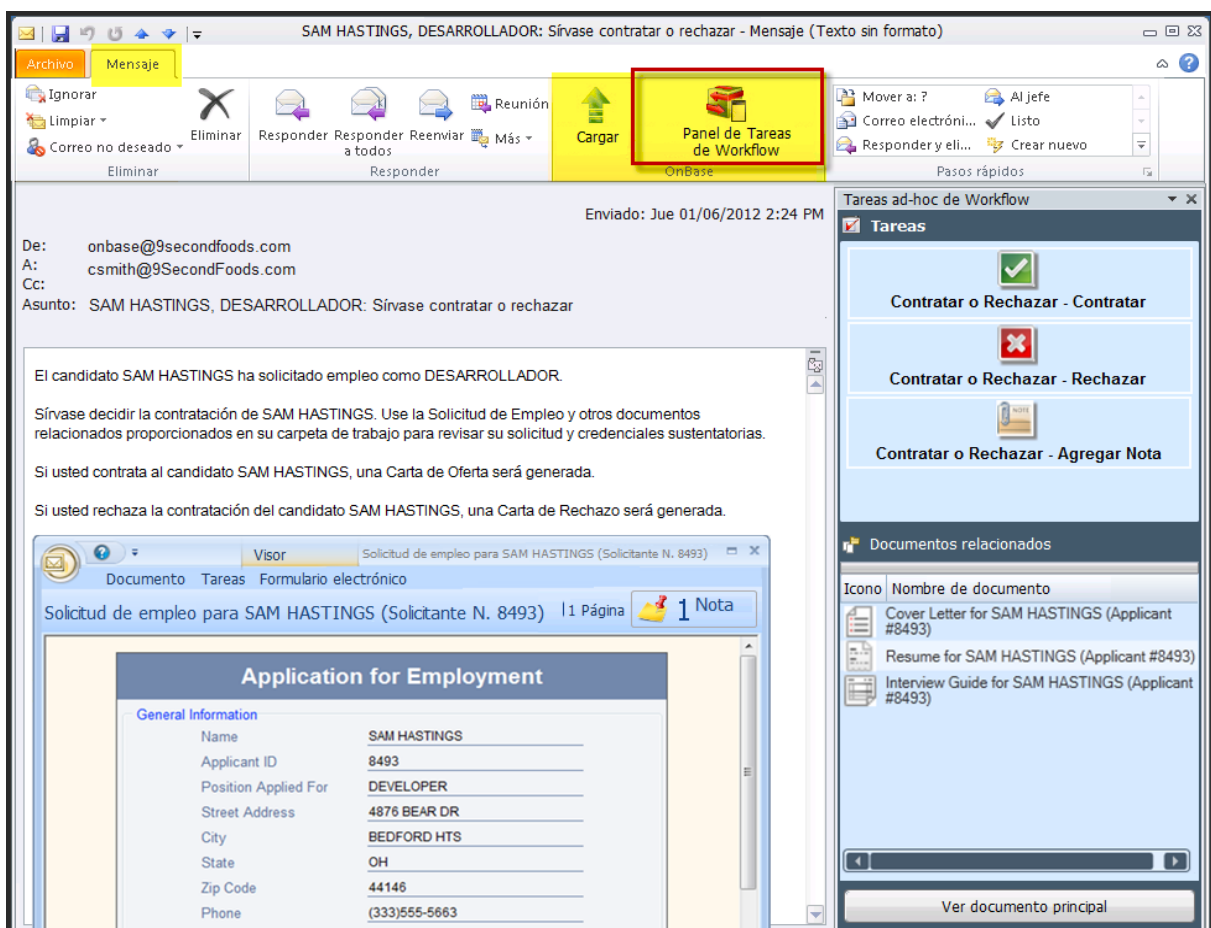 SAM HASTINGS, DESARROLLADOR: Sírvase contratar o rechazar - Mensaje (Texto sin formato)
Archivo Mensaje
Ignorar
Limpiar
Correo no deseado
Eliminar
Eliminar
Responder
Responder a todos
Reenviar
Reunión
Más
Responder
Cargar
Panel de Tareas
de Workflow
OnBase
Mover a: ?
Correo electróni...
Responder y eli...
Al jefe
Listo
Crear nuevo
Pasos rápidos
Enviado: Jue 01/06/2012 2:24 PM
De: onbase@9secondfoods.com
A: csmith@9SecondFoods.com
Cc:
Asunto: SAM HASTINGS, DESARROLLADOR: Sírvase contratar o rechazar
El candidato SAM HASTINGS ha solicitado empleo como DESARROLLADOR.
Sírvase decidir la contratación de SAM HASTINGS. Use la Solicitud de Empleo y otros documentos
relacionados proporcionados en su carpeta de trabajo para revisar su solicitud y credenciales sustentatorias.
Si usted contrata al candidato SAM HASTINGS, una Carta de Oferta será generada.
Si usted rechaza la contratación del candidato SAM HASTINGS, una Carta de Rechazo será generada.
Visor Solicitud de empleo para SAM HASTINGS (Solicitante N. 8493)
Documento Tareas Formulario electrónico
Solicitud de empleo para SAM HASTINGS (Solicitante N. 8493) | 1 Página 1 Nota
Application for Employment
General Information
Name SAM HASTINGS
Applicant ID 8493
Position Applied For DEVELOPER
Street Address 4876 BEAR DR
City BEDFORD HTS
State OH
Zip Code 44146
Phone (333)555-5663
Tareas ad-hoc de Workflow
Tareas
Contratar o Rechazar - Contratar
Contratar o Rechazar - Rechazar
NOTE
Contratar o Rechazar - Agregar Nota
Documentos relacionados
Icono Nombre de documento
Cover Letter for SAM HASTINGS (Applicant
#8493)
Resume for SAM HASTINGS (Applicant #8493)
Interview Guide for SAM HASTINGS (Applicant
#8493)
Ver documento principal